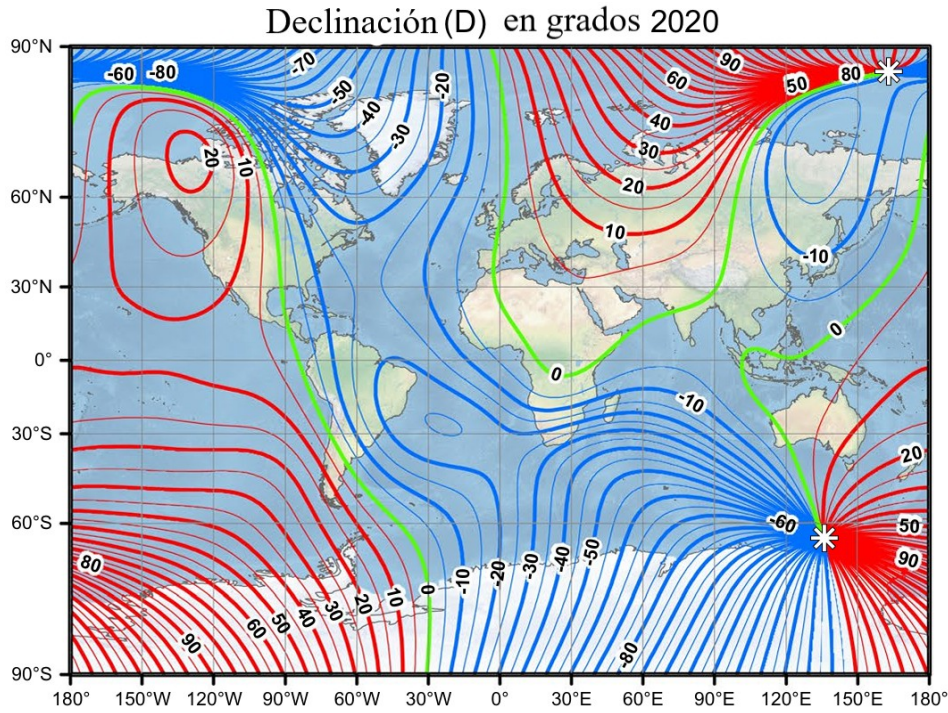 Declinación (D) en grados 2020
90°N
-60 -80 -70 -50 -40 -30 -20 60 90 50 80
40
30
20 10 20
60°N
10 -10
30°N
0
0° 0
-10
30°S
20
60°S -60 50
80 90
90 60 50 40 30 20 10 0 -10 -20 -30 -40 -50 -80
90°S
180° 150°W 120°W 90°W 60°W 30°W 0° 30°E 60°E 90°E 120°E 150°E 180°